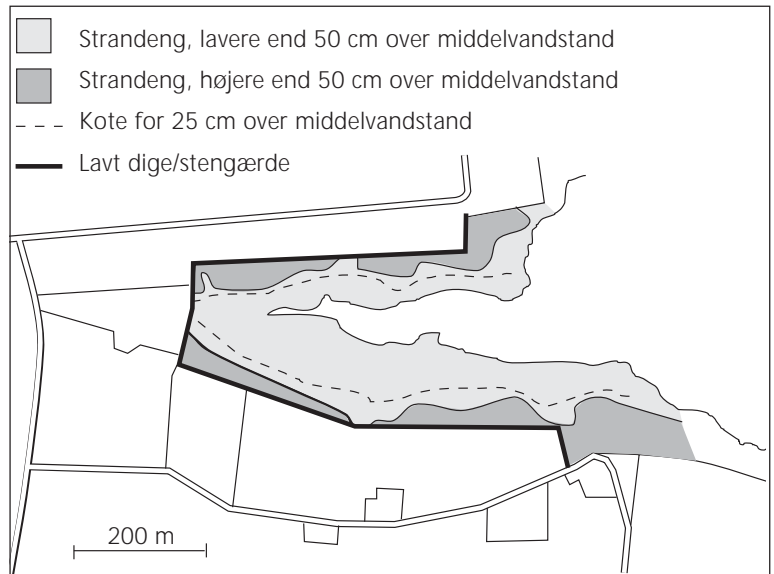 Strandeng, lavere end 50 cm over middelvandstand
Strandeng, højere end 50 cm over middelvandstand
Kote for 25 cm over middelvandstand
Lavt dige/stengærde
200 m